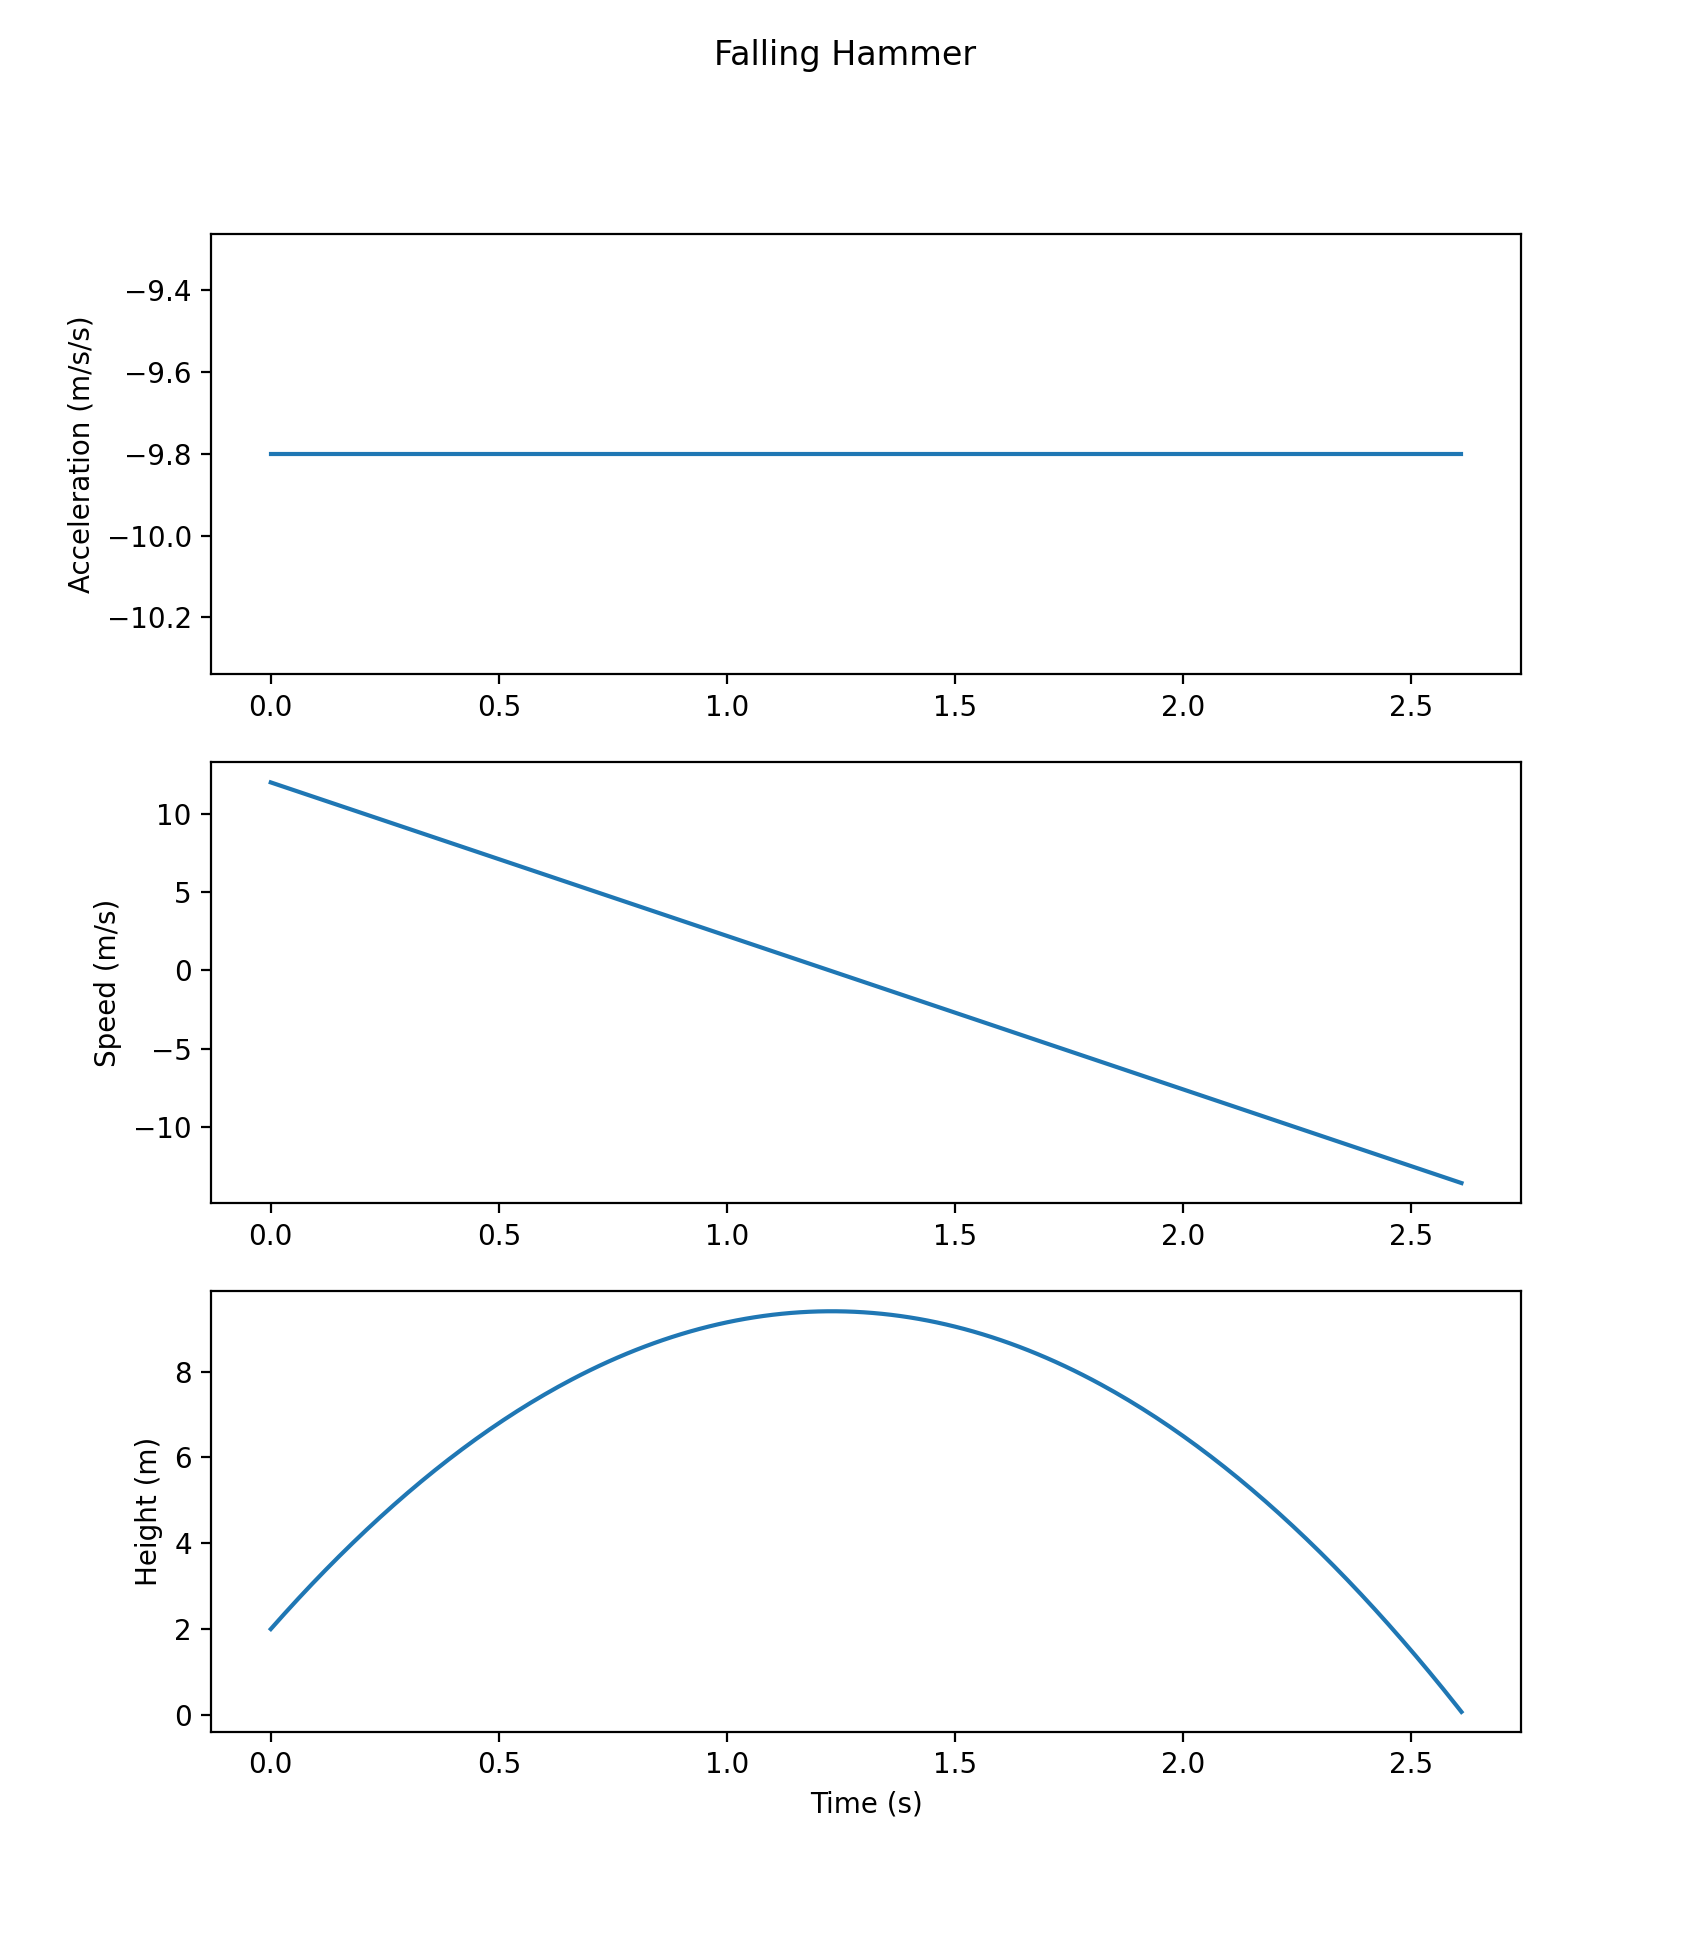 Falling Hammer
Acceleration (m/s/s)
−9.4
−9.6
−9.8
−10.0
−10.2
0.0 0.5 1.0 1.5 2.0 2.5
Speed (m/s)
10
5
0
−5
−10
0.0 0.5 1.0 1.5 2.0 2.5
Height (m)
8
6
4
2
0
0.0 0.5 1.0 1.5 2.0 2.5
Time (s)